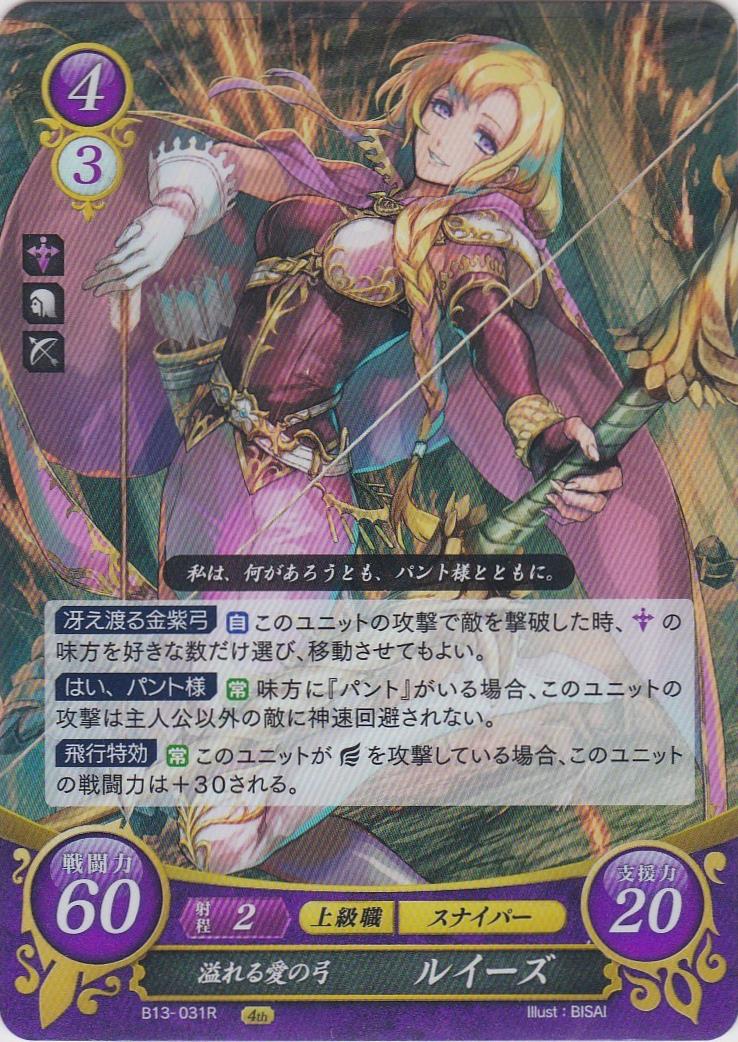 4
3
私は、何があろうとも、パント様とともに。
冴え渡る金紫弓 自 このユニットの攻撃で敵を撃破した時、の
味方を好きな数だけ選び、移動させてもよい。
はい、パント様 常 味方に『パント』がいる場合、このユニットの
攻撃は主人公以外の敵に神速回避されない。
飛行特効 常 このユニットが を攻撃している場合、このユニット
の戦闘力は＋30される。
戦闘力
60
射程 2 上級職 スナイパー
支援力
20
溢れる愛の弓 ルイーズ
B13-031R 4th Illust：BISAI